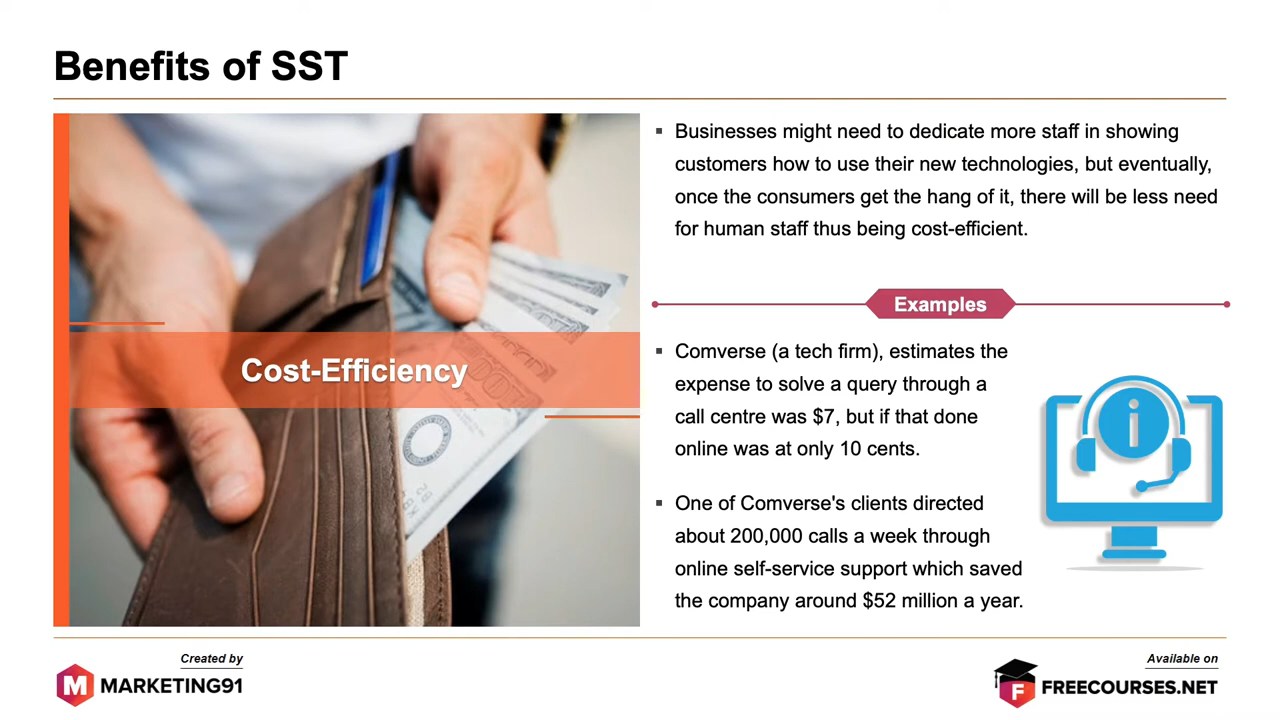 Benefits of SST
Cost-Efficiency
▪ Businesses might need to dedicate more staff in showing
customers how to use their new technologies, but eventually,
once the consumers get the hang of it, there will be less need
for human staff thus being cost-efficient.
Examples
▪ Comverse (a tech firm), estimates the
expense to solve a query through a
call centre was $7, but if that done
online was at only 10 cents.
▪ One of Comverse's clients directed
about 200,000 calls a week through
online self-service support which saved
the company around $52 million a year.
i
Created by
M MARKETING91
Available on
F FREECOURSES.NET